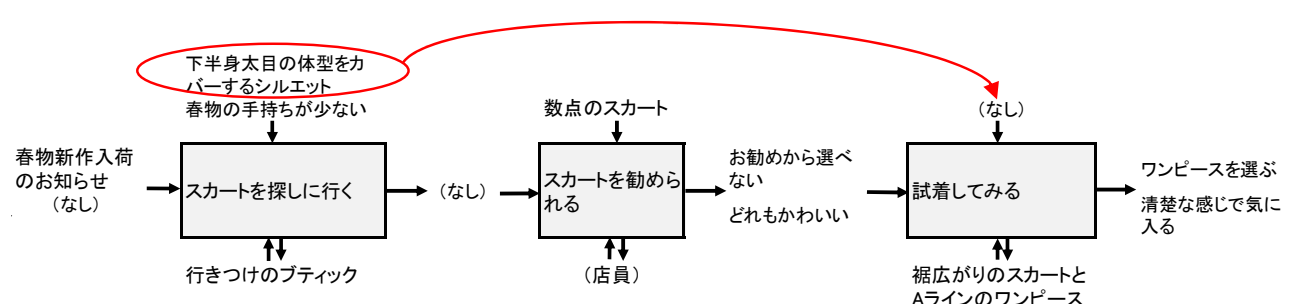 下半身太目の体型をカ
バーするシルエット
春物の手持ちが少ない
数点のスカート
（なし）
春物新作入荷
のお知らせ
（なし）
スカートを探しに行く
（なし）
スカートを勧めら
れる
お勧めから選べ
ない
どれもかわいい
試着してみる
ワンピースを選ぶ
清楚な感じで気に
入る
行きつけのブティック
（店員）
裾広がりのスカートと
Aラインのワンピース